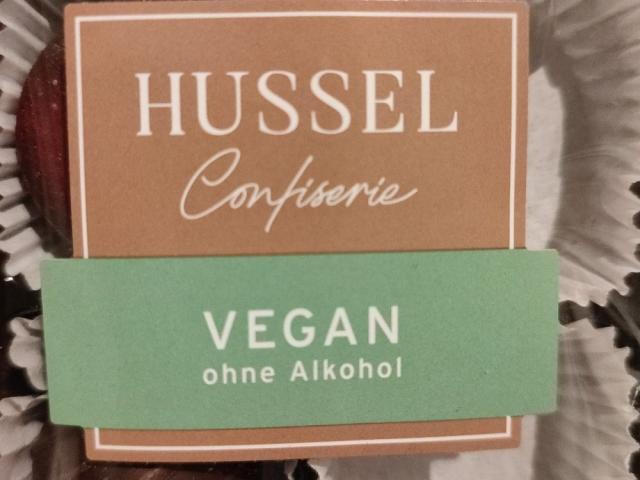 HUSSEL
Confiserie
VEGAN
ohne Alkohol